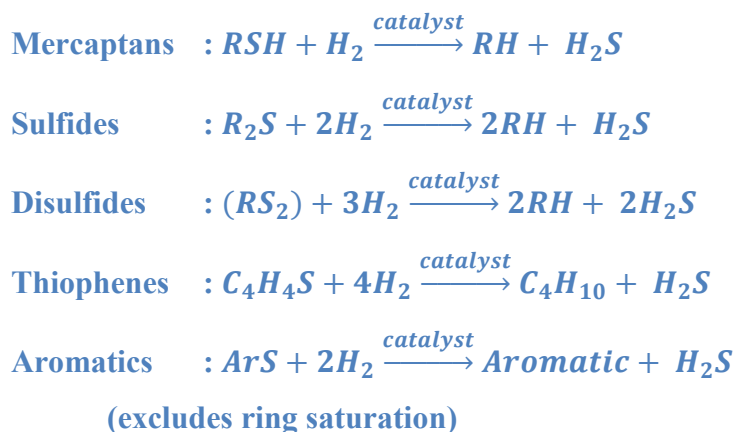 Mercaptans : RSH + H₂ —catalyst→ RH + H₂S
Sulfides : R₂S + 2H₂ —catalyst→ 2RH + H₂S
Disulfides : (RS₂) + 3H₂ —catalyst→ 2RH + 2H₂S
Thiophenes : C₄H₄S + 4H₂ —catalyst→ C₄H₁₀ + H₂S
Aromatics : ArS + 2H₂ —catalyst→ Aromatic + H₂S
(excludes ring saturation)